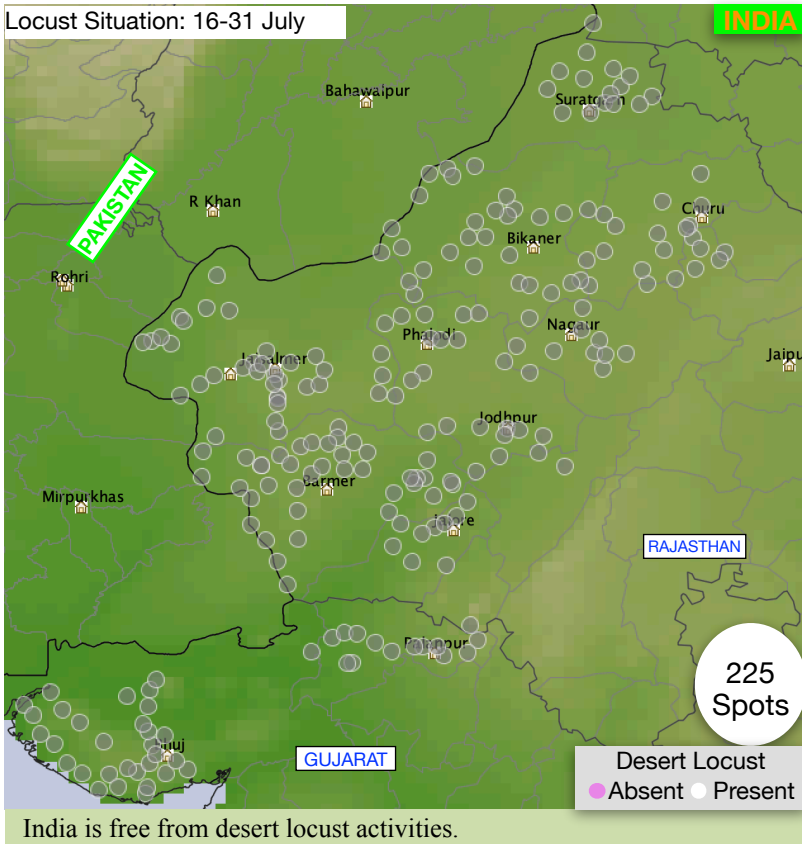 Locust Situation: 16-31 July
INDIA
Bahawalpur
Suratgarh
PAKISTAN
R Khan
Churu
Bikaner
Rohri
Phalodi
Nagaur
Jaisalmer
Jaipu
Jodhpur
Barmer
Mirpurkhas
Jalore
RAJASTHAN
Palanpur
225
Spots
Bhuj
GUJARAT
Desert Locust
Absent Present
India is free from desert locust activities.